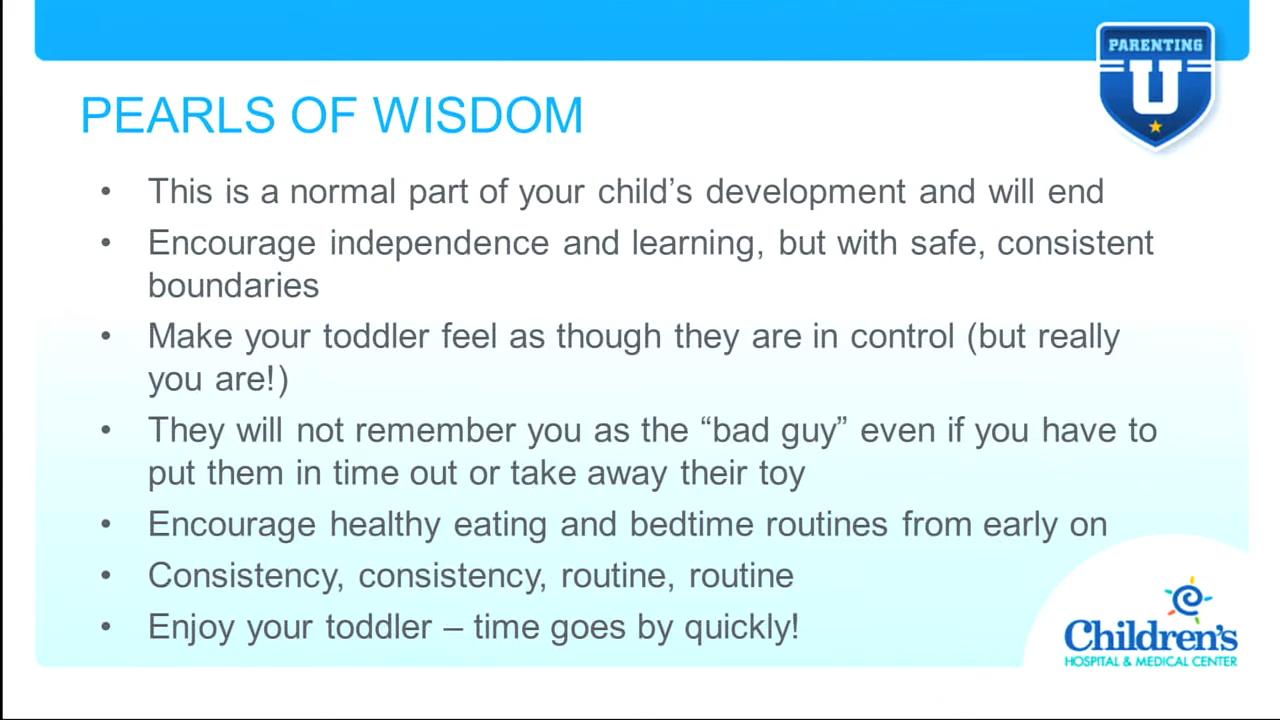 PARENTING
U
PEARLS OF WISDOM
• This is a normal part of your child’s development and will end
• Encourage independence and learning, but with safe, consistent
boundaries
• Make your toddler feel as though they are in control (but really
you are!)
• They will not remember you as the “bad guy” even if you have to
put them in time out or take away their toy
• Encourage healthy eating and bedtime routines from early on
• Consistency, consistency, routine, routine
• Enjoy your toddler – time goes by quickly!
Children's
HOSPITAL & MEDICAL CENTER